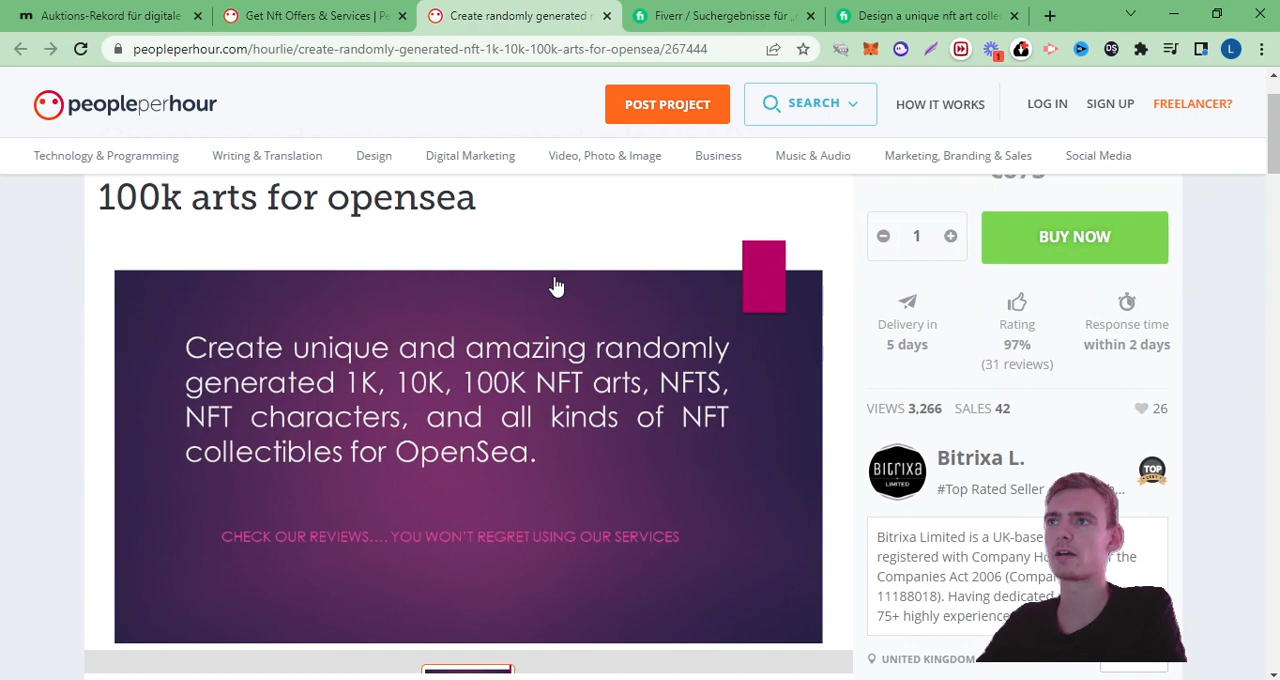 Auktions-Rekord für digitale
Get Nft Offers & Services | Pe
Create randomly generated n
Fiverr / Suchergebnisse für „
Design a unique nft art colle
peopleperhour.com/hourlie/create-randomly-generated-nft-1k-10k-100k-arts-for-opensea/267444
1
DS
L
peopleperhour
POST PROJECT
SEARCH
HOW IT WORKS
LOG IN
SIGN UP
FREELANCER?
Technology & Programming
Writing & Translation
Design
Digital Marketing
Video, Photo & Image
Business
Music & Audio
Marketing, Branding & Sales
Social Media
100k arts for opensea
1
BUY NOW
Create unique and amazing randomly
generated 1K, 10K, 100K NFT arts, NFTS,
NFT characters, and all kinds of NFT
collectibles for OpenSea.
CHECK OUR REVIEWS.... YOU WON'T REGRET USING OUR SERVICES
Delivery in
5 days
Rating
97%
(31 reviews)
Response time
within 2 days
VIEWS 3,266 SALES 42
26
BITRIXA
LIMITED
Bitrixa L.
TOP
#Top Rated Seller
Bitrixa Limited is a UK-base
registered with Company Ho the
Companies Act 2006 (Compa
11188018). Having dedicated
75+ highly experience
UNITED KINGDOM